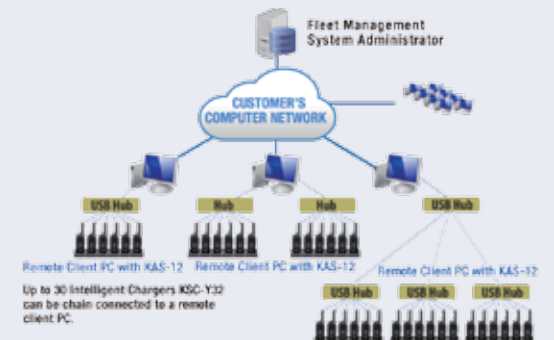 Fleet Management
System Administrator
CUSTOMER'S
COMPUTER NETWORK
USB Hub
Hub
Hub
USB Hub
Remote Client PC with KAS-12
Remote Client PC with KAS-12
Remote Client PC with KAS-12
Up to 30 Intelligent Chargers KSC-Y32
can be chain connected to a remote
client PC.
USB Hub
USB Hub
USB Hub